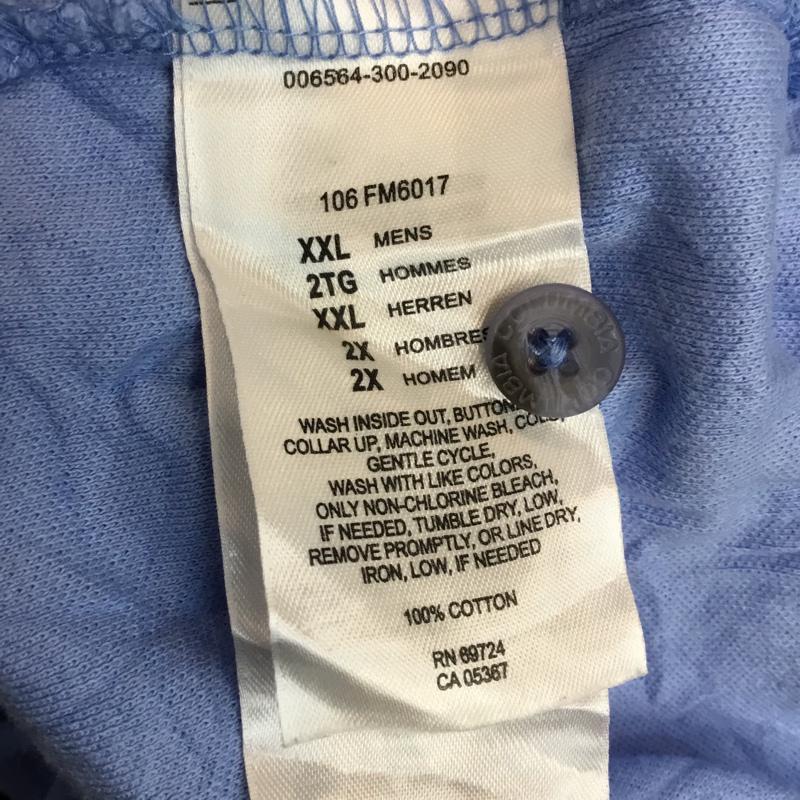 006564-300-2090
106 FM6017
XXL MENS
2TG HOMMES
XXL HERREN
2X HOMBRES
2X HOMEM
WASH INSIDE OUT, BUTTON
COLLAR UP, MACHINE WASH, COLD,
GENTLE CYCLE,
WASH WITH LIKE COLORS,
ONLY NON-CHLORINE BLEACH,
IF NEEDED, TUMBLE DRY, LOW,
REMOVE PROMPTLY, OR LINE DRY,
IRON, LOW, IF NEEDED
100% COTTON
RN 69724
CA 05367
COLUMBIA